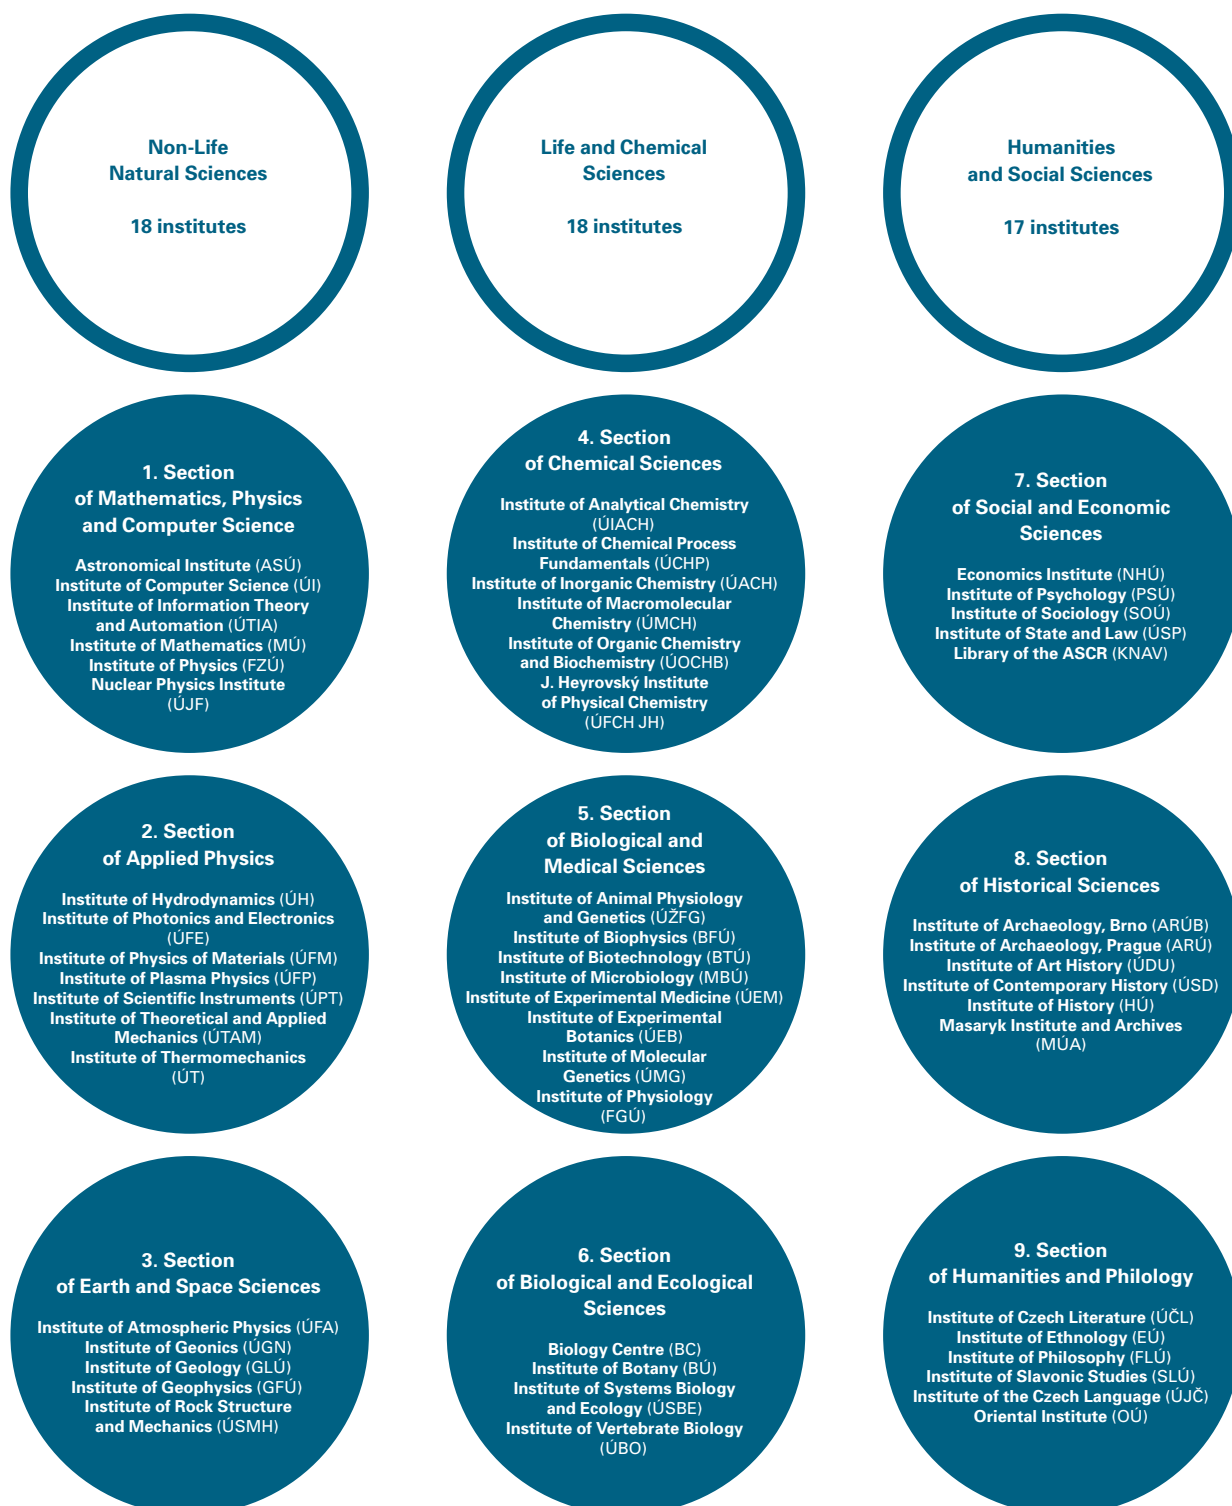 Non-Life
Natural Sciences
18 institutes
Life and Chemical
Sciences
18 institutes
Humanities
and Social Sciences
17 institutes
1. Section
of Mathematics, Physics
and Computer Science
Astronomical Institute (ASÚ)
Institute of Computer Science (ÚI)
Institute of Information Theory
and Automation (ÚTIA)
Institute of Mathematics (MÚ)
Institute of Physics (FZÚ)
Nuclear Physics Institute
(ÚJF)
4. Section
of Chemical Sciences
Institute of Analytical Chemistry
(ÚIACH)
Institute of Chemical Process
Fundamentals (ÚCHP)
Institute of Inorganic Chemistry (ÚACH)
Institute of Macromolecular
Chemistry (ÚMCH)
Institute of Organic Chemistry
and Biochemistry (ÚOCHB)
J. Heyrovský Institute
of Physical Chemistry
(ÚFCH JH)
7. Section
of Social and Economic
Sciences
Economics Institute (NHÚ)
Institute of Psychology (PSÚ)
Institute of Sociology (SOÚ)
Institute of State and Law (ÚSP)
Library of the ASCR (KNAV)
2. Section
of Applied Physics
Institute of Hydrodynamics (ÚH)
Institute of Photonics and Electronics
(ÚFE)
Institute of Physics of Materials (ÚFM)
Institute of Plasma Physics (ÚFP)
Institute of Scientific Instruments (ÚPT)
Institute of Theoretical and Applied
Mechanics (ÚTAM)
Institute of Thermomechanics
(ÚT)
5. Section
of Biological and
Medical Sciences
Institute of Animal Physiology
and Genetics (ÚŽFG)
Institute of Biophysics (BFÚ)
Institute of Biotechnology (BTÚ)
Institute of Microbiology (MBÚ)
Institute of Experimental Medicine (ÚEM)
Institute of Experimental
Botanics (ÚEB)
Institute of Molecular
Genetics (ÚMG)
Institute of Physiology
(FGÚ)
8. Section
of Historical Sciences
Institute of Archaeology, Brno (ARÚB)
Institute of Archaeology, Prague (ARÚ)
Institute of Art History (ÚDU)
Institute of Contemporary History (ÚSD)
Institute of History (HÚ)
Masaryk Institute and Archives
(MÚA)
3. Section
of Earth and Space Sciences
Institute of Atmospheric Physics (ÚFA)
Institute of Geonics (ÚGN)
Institute of Geology (GLÚ)
Institute of Geophysics (GFÚ)
Institute of Rock Structure
and Mechanics (ÚSMH)
6. Section
of Biological and Ecological
Sciences
Biology Centre (BC)
Institute of Botany (BÚ)
Institute of Systems Biology
and Ecology (ÚSBE)
Institute of Vertebrate Biology
(ÚBO)
9. Section
of Humanities and Philology
Institute of Czech Literature (ÚČL)
Institute of Ethnology (EÚ)
Institute of Philosophy (FLÚ)
Institute of Slavonic Studies (SLÚ)
Institute of the Czech Language (ÚJČ)
Oriental Institute (OÚ)